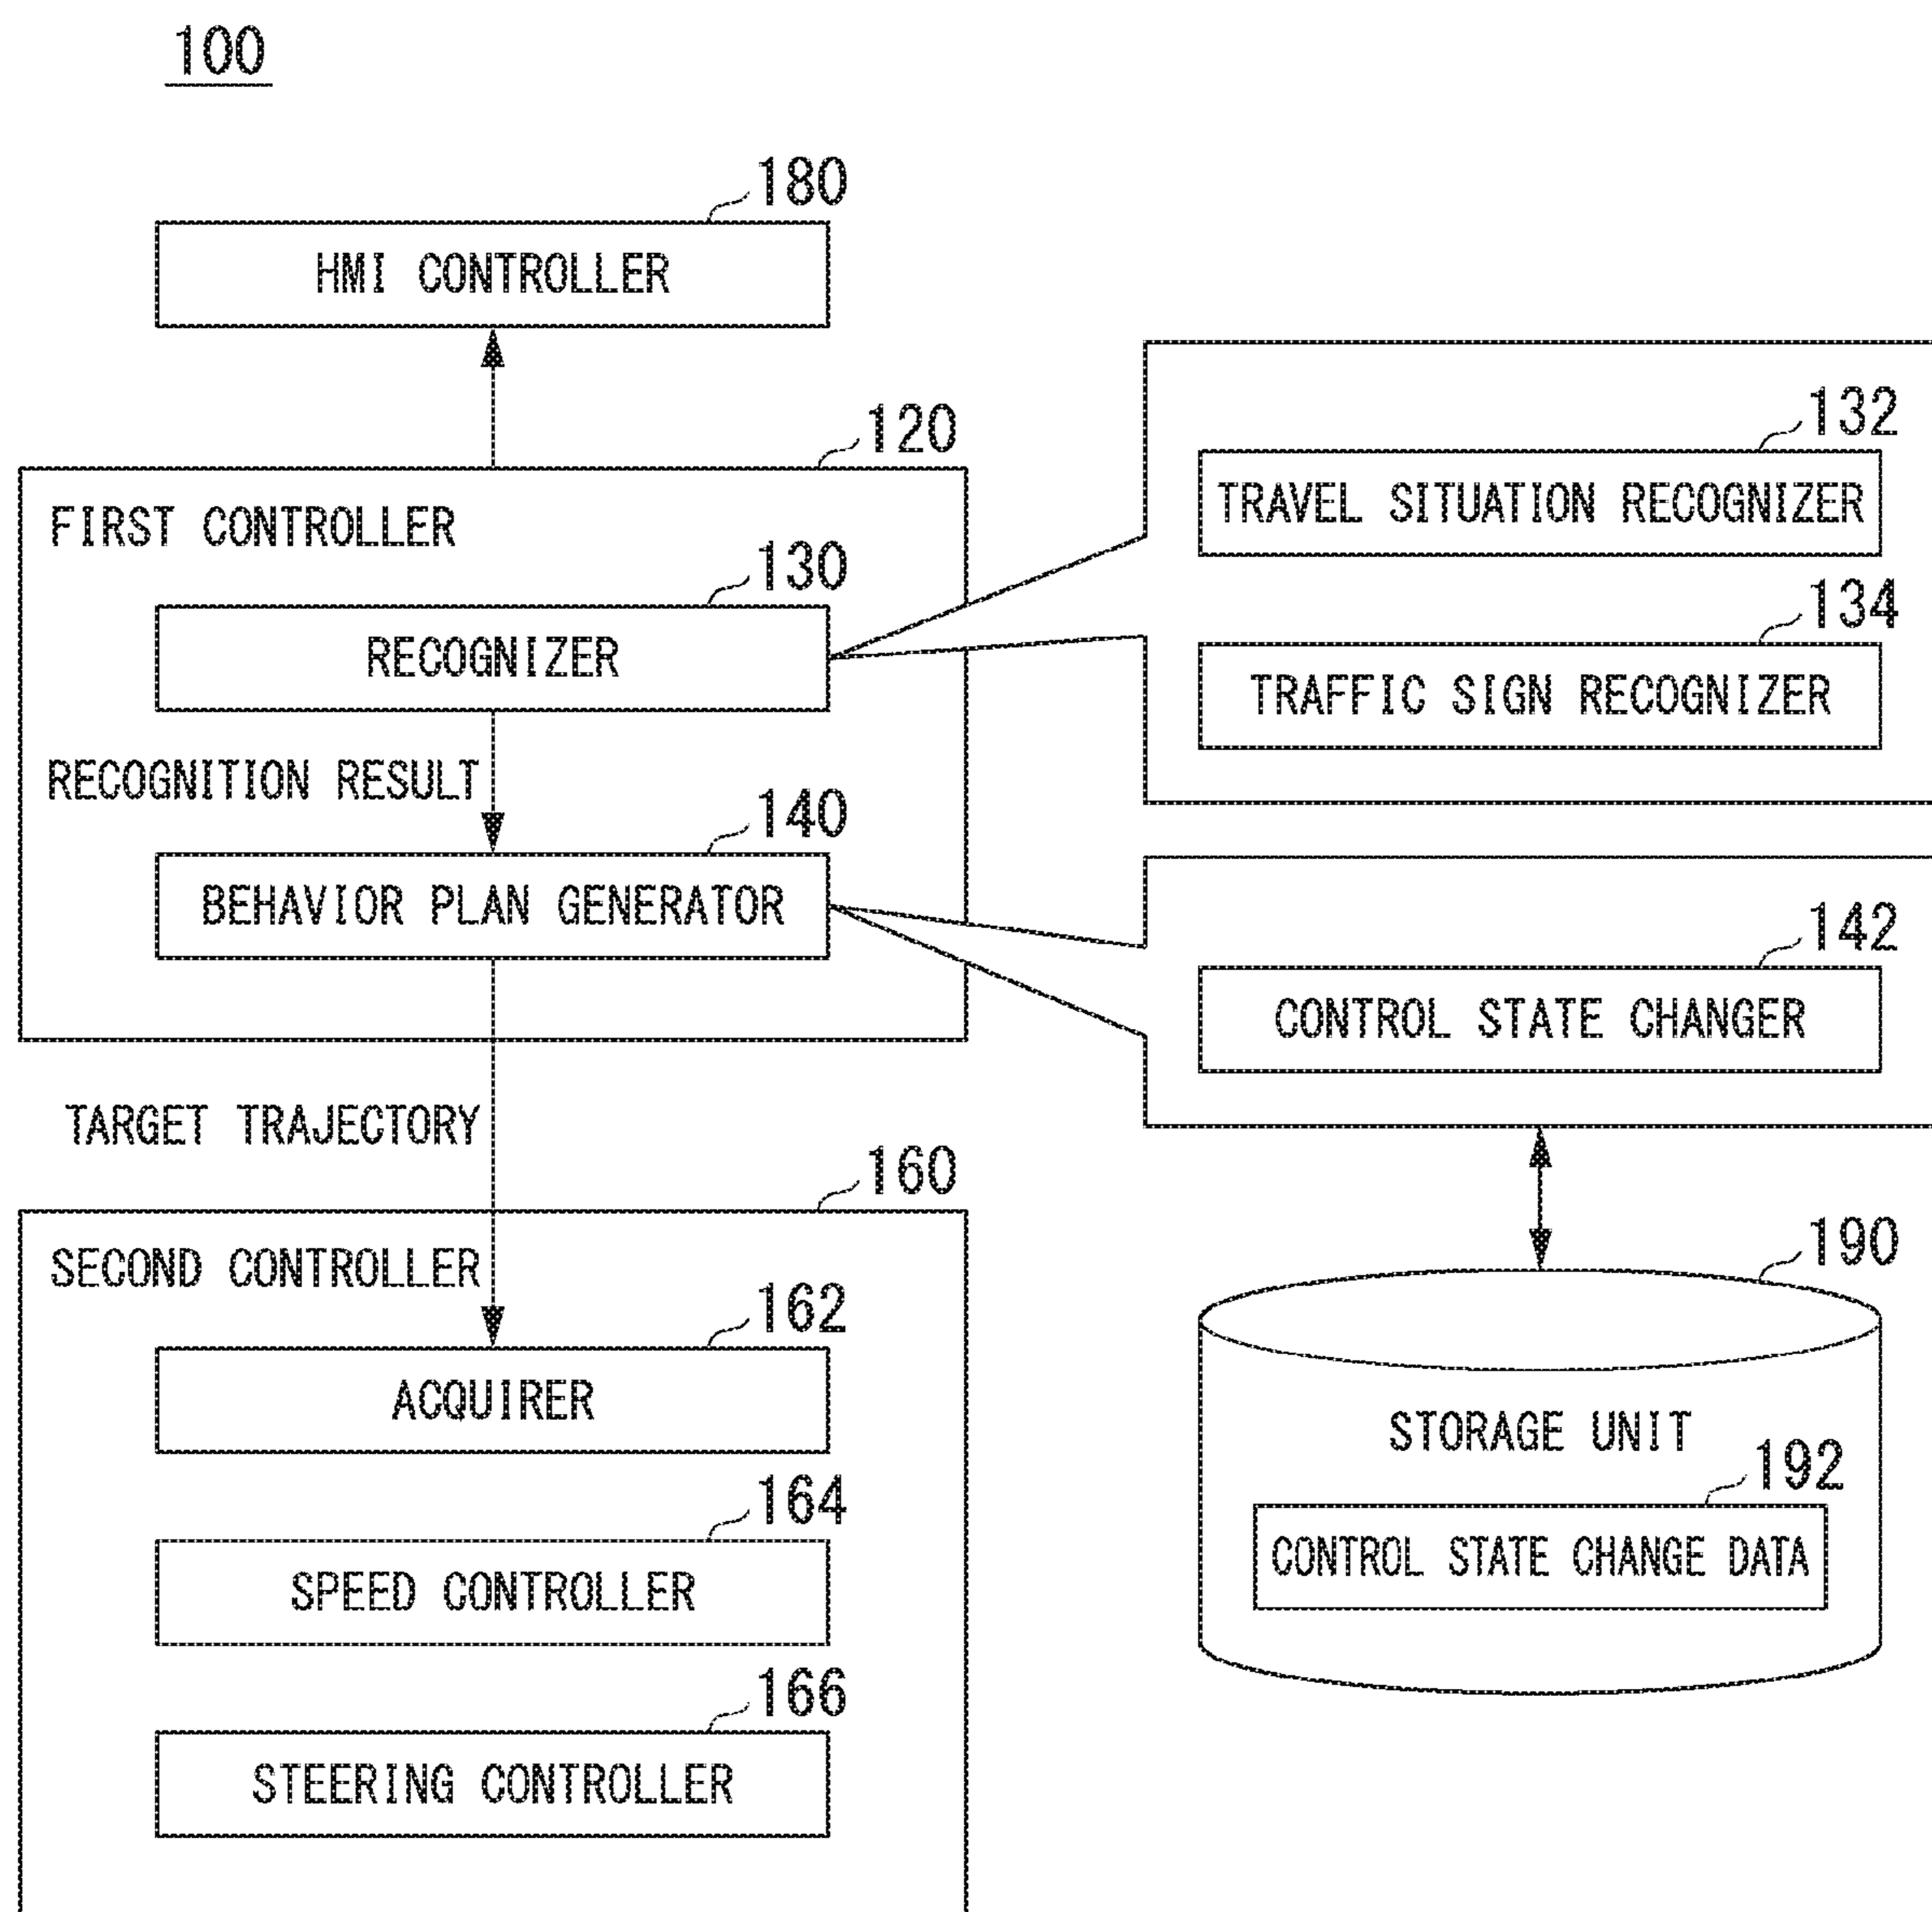 100
180
HMI CONTROLLER
120
FIRST CONTROLLER
130
RECOGNIZER
RECOGNITION RESULT
140
BEHAVIOR PLAN GENERATOR
132
TRAVEL SITUATION RECOGNIZER
134
TRAFFIC SIGN RECOGNIZER
142
CONTROL STATE CHANGER
TARGET TRAJECTORY
160
SECOND CONTROLLER
162
ACQUIRER
164
SPEED CONTROLLER
166
STEERING CONTROLLER
190
STORAGE UNIT
192
CONTROL STATE CHANGE DATA